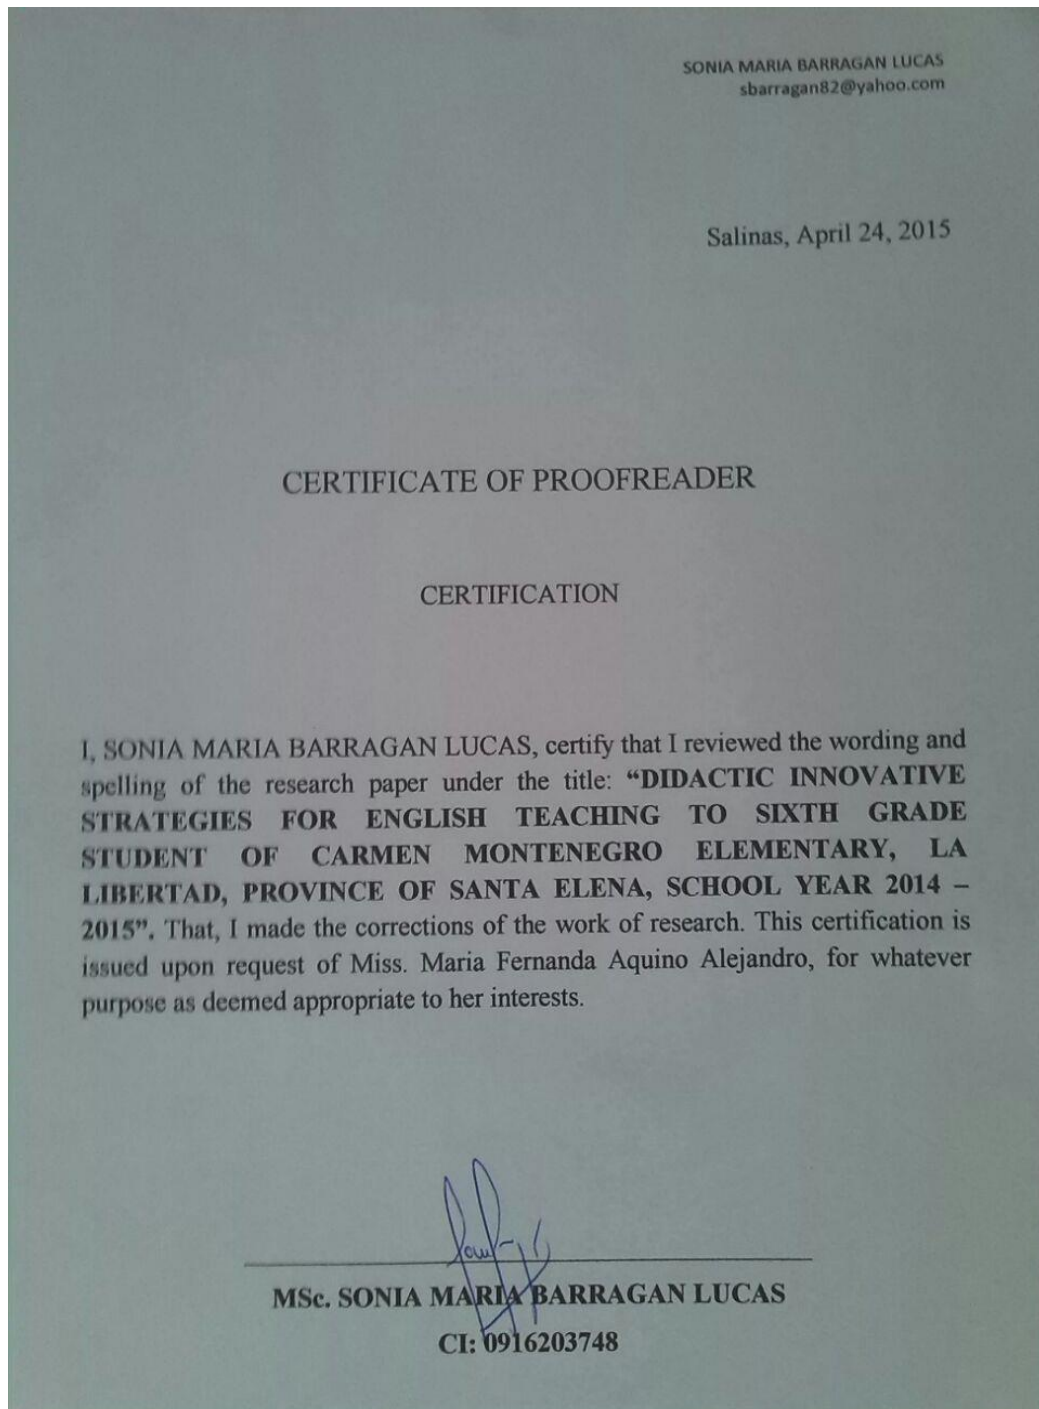 SONIA MARIA BARRAGAN LUCAS
sbarragan82@yahoo.com
Salinas, April 24, 2015
CERTIFICATE OF PROOFREADER
CERTIFICATION
I, SONIA MARIA BARRAGAN LUCAS, certify that I reviewed the wording and
spelling of the research paper under the title: “DIDACTIC INNOVATIVE
STRATEGIES FOR ENGLISH TEACHING TO SIXTH GRADE
STUDENT OF CARMEN MONTENEGRO ELEMENTARY, LA
LIBERTAD, PROVINCE OF SANTA ELENA, SCHOOL YEAR 2014 –
2015”. That, I made the corrections of the work of research. This certification is
issued upon request of Miss. Maria Fernanda Aquino Alejandro, for whatever
purpose as deemed appropriate to her interests.
MSc. SONIA MARIA BARRAGAN LUCAS
CI: 0916203748